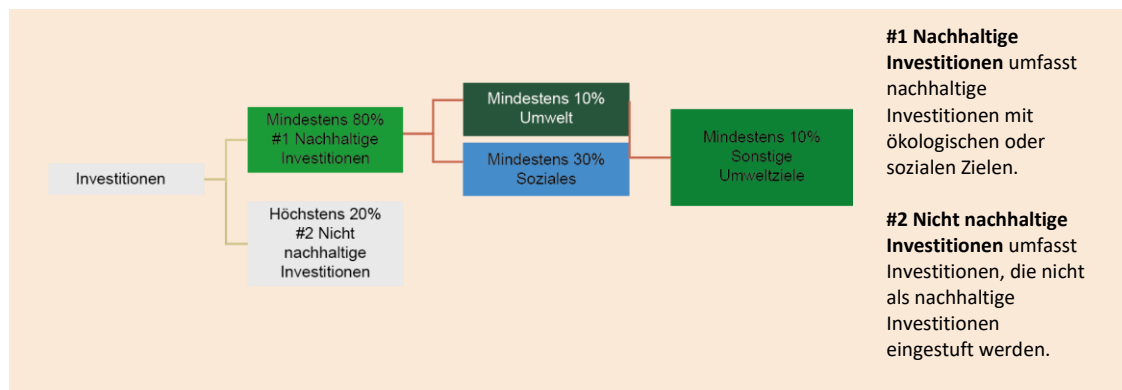 Investitionen
Mindestens 80%
#1 Nachhaltige
Investitionen
Höchstens 20%
#2 Nicht
nachhaltige
Investitionen
Mindestens 10%
Umwelt
Mindestens 30%
Soziales
Mindestens 10%
Sonstige
Umweltziele
#1 Nachhaltige
Investitionen umfasst
nachhaltige
Investitionen mit
ökologischen oder
sozialen Zielen.
#2 Nicht nachhaltige
Investitionen umfasst
Investitionen, die nicht
als nachhaltige
Investitionen
eingestuft werden.